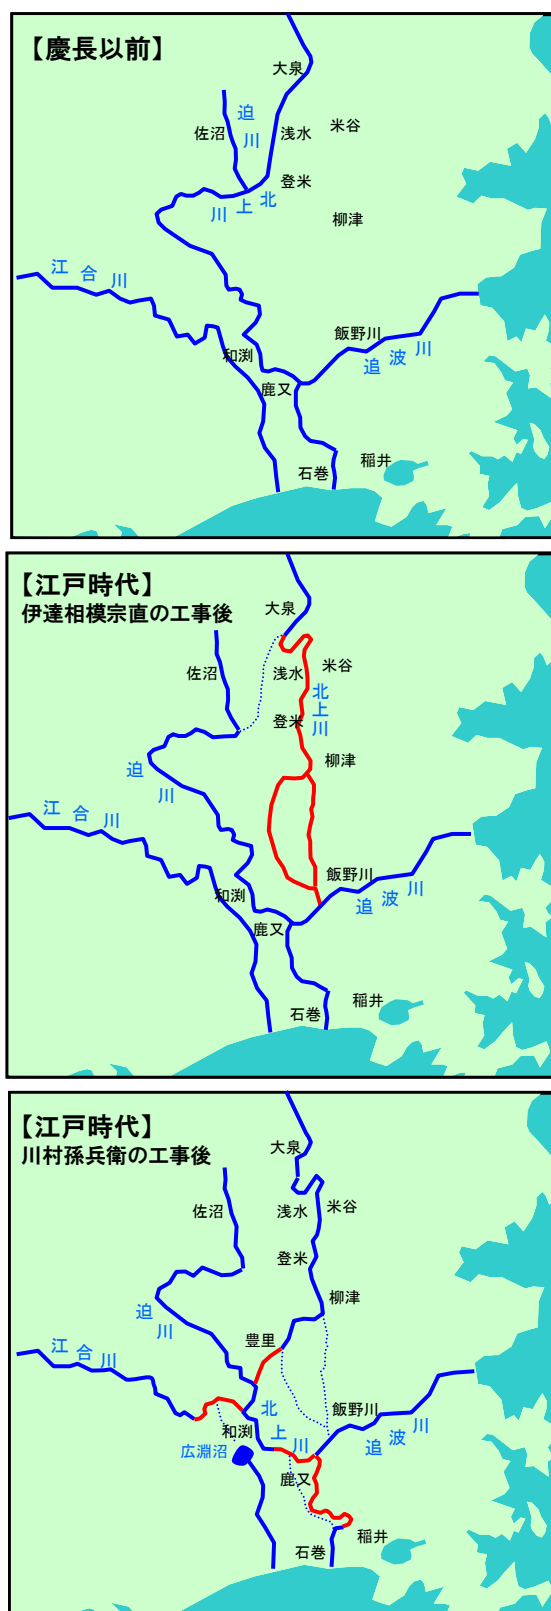 【慶長以前】
大泉
迫川
佐沼
浅水
米谷
登米
北上川
柳津
江合川
飯野川
追波川
和渕
鹿又
稲井
石巻
【江戸時代】
伊達相模宗直の工事後
大泉
米谷
佐沼
浅水
北上川
登米
柳津
迫川
江合川
飯野川
和渕
追波川
鹿又
稲井
石巻
【江戸時代】
川村孫兵衛の工事後
大泉
佐沼
浅水
米谷
登米
柳津
迫川
豊里
江合川
飯野川
北上川
和渕
追波川
広淵沼
鹿又
稲井
石巻